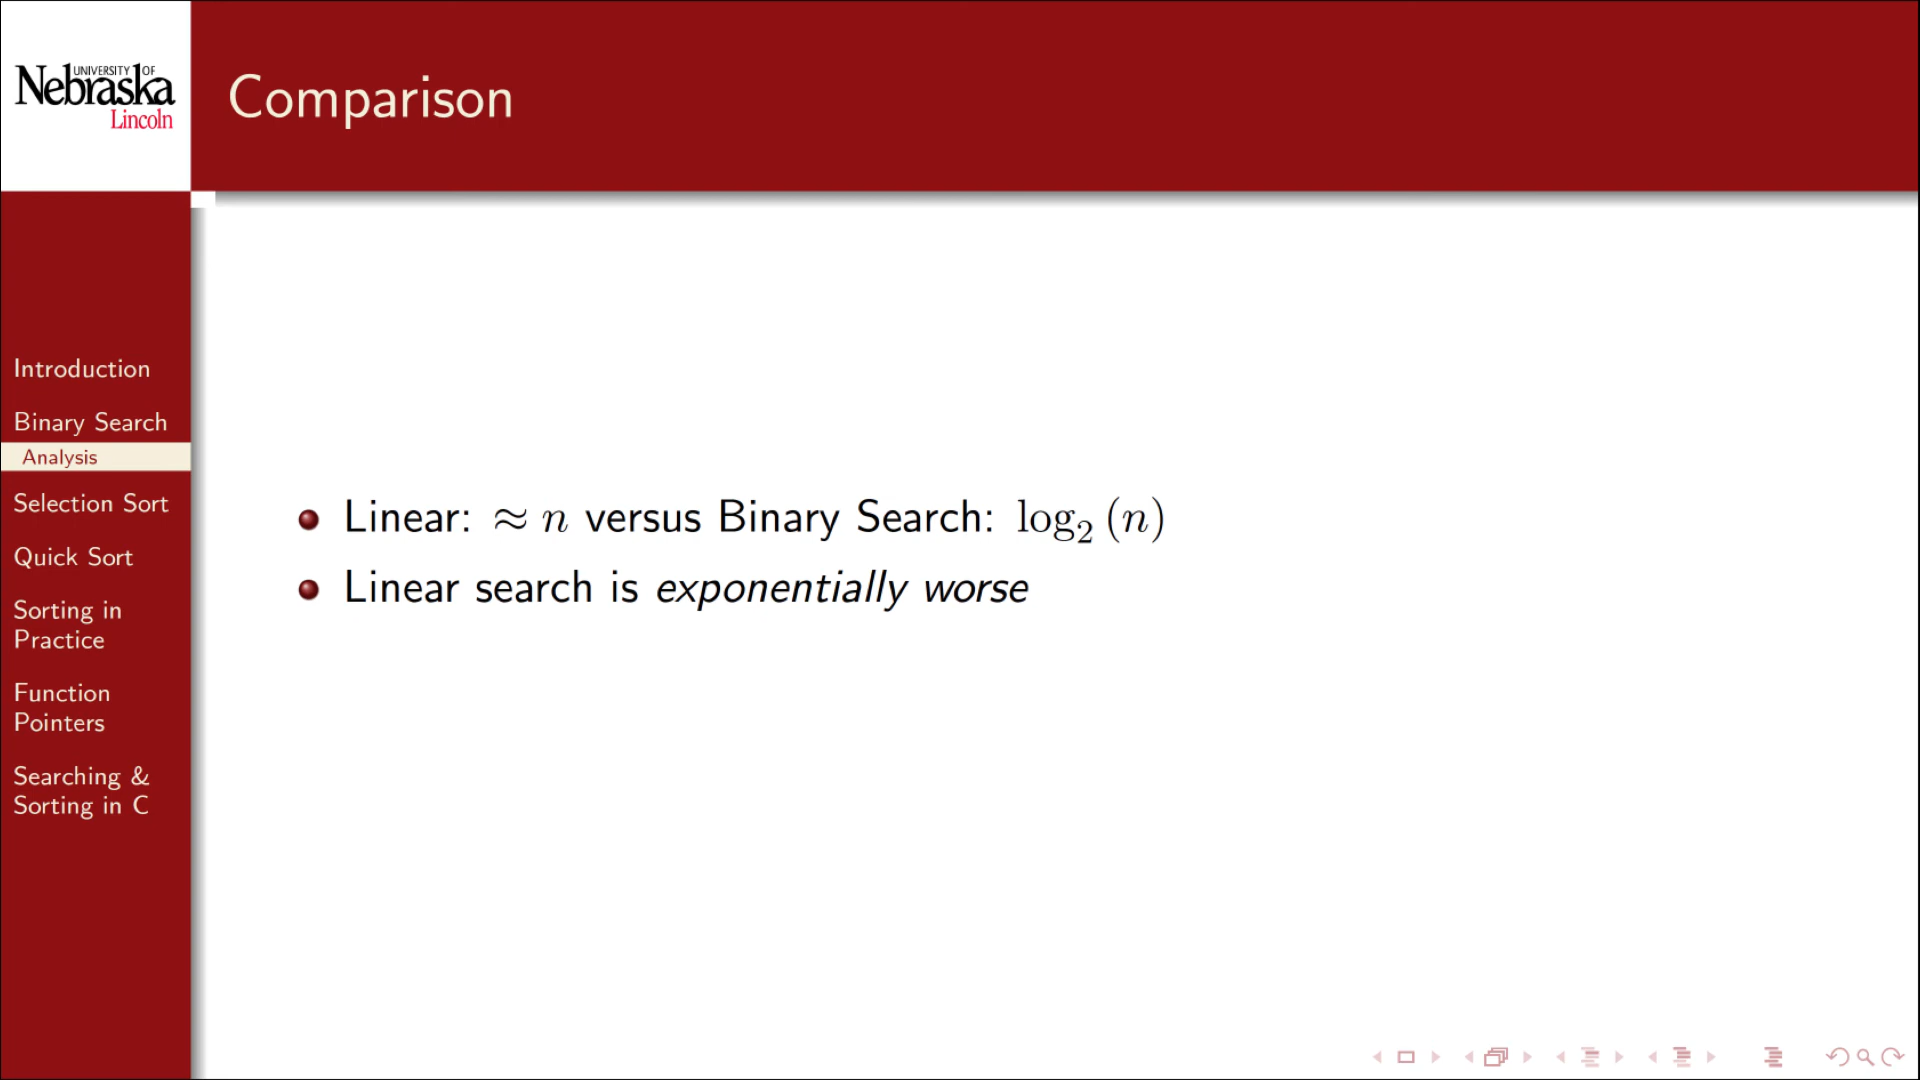 UNIVERSITY OF
Nebraska
Lincoln
Comparison
Introduction
Binary Search
Analysis
Selection Sort
Quick Sort
Sorting in
Practice
Function
Pointers
Searching &
Sorting in C
Linear: ≈ n versus Binary Search: log₂ (n)
Linear search is exponentially worse